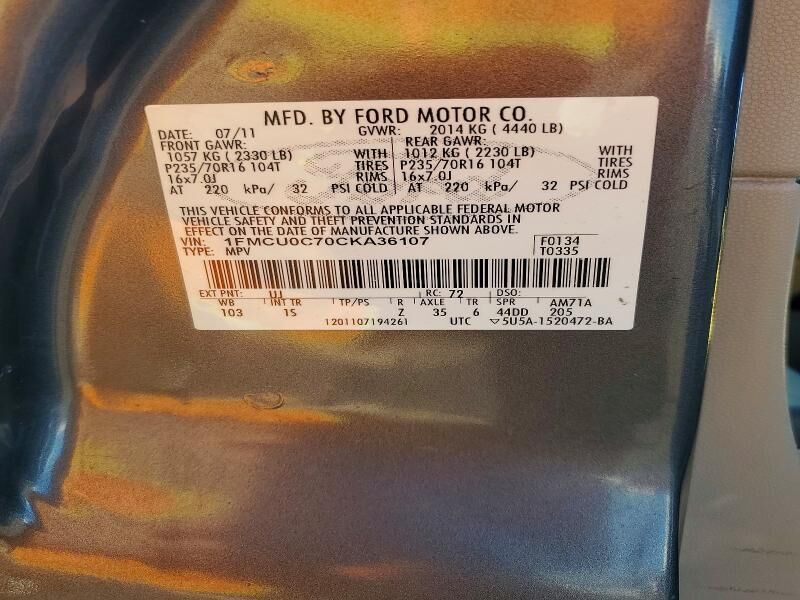 MFD. BY FORD MOTOR CO.
DATE: 07/11 GVWR: 2014 KG ( 4440 LB)
FRONT GAWR: REAR GAWR:
1057 KG ( 2330 LB) WITH 1012 KG ( 2230 LB) WITH
P235/70R16 104T TIRES P235/70R16 104T TIRES
16x7.0J RIMS 16x7.0J RIMS
AT 220 kPa/ 32 PSI COLD AT 220 kPa/ 32 PSI COLD
THIS VEHICLE CONFORMS TO ALL APPLICABLE FEDERAL MOTOR
VEHICLE SAFETY AND THEFT PREVENTION STANDARDS IN
EFFECT ON THE DATE OF MANUFACTURE SHOWN ABOVE.
VIN: 1FMCU0C70CKA36107 F0134
TYPE: MPV T0335
EXT PNT: UJ RC: 72 DSO:
WB INT TR TP/PS R AXLE TR SPR AM71A
103 1S Z 35 6 44DD 205
1201107194261 UTC ▽5U5A-1520472-BA